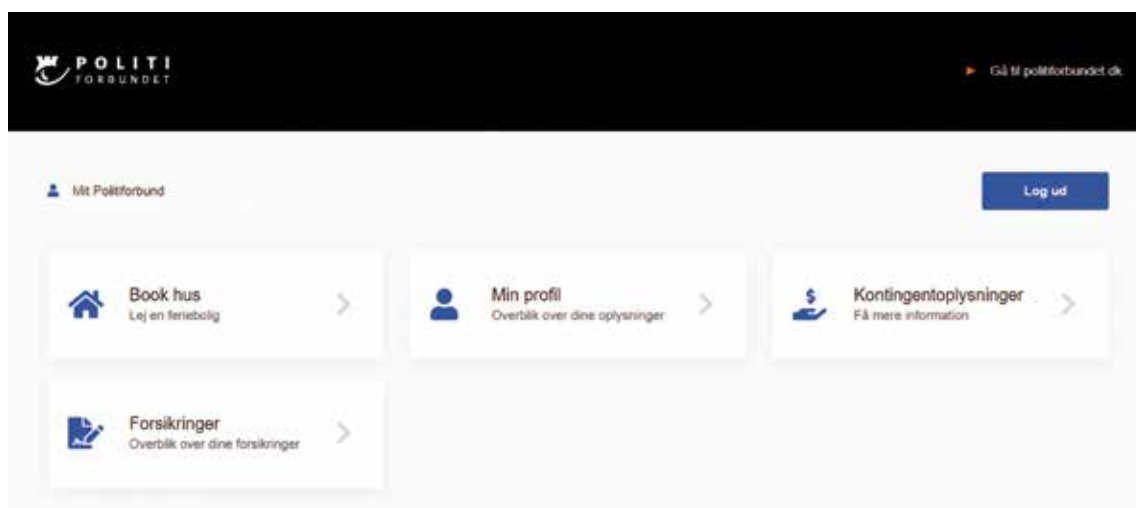 POLITI
FORBUNDET
Gå til politiforbundet.dk
Mit Politiforbund
Log ud
Book hus
Lej en feriebolig
Min profil
Overblik over dine oplysninger
Kontingentoplysninger
Få mere information
Forsikringer
Overblik over dine forsikringer